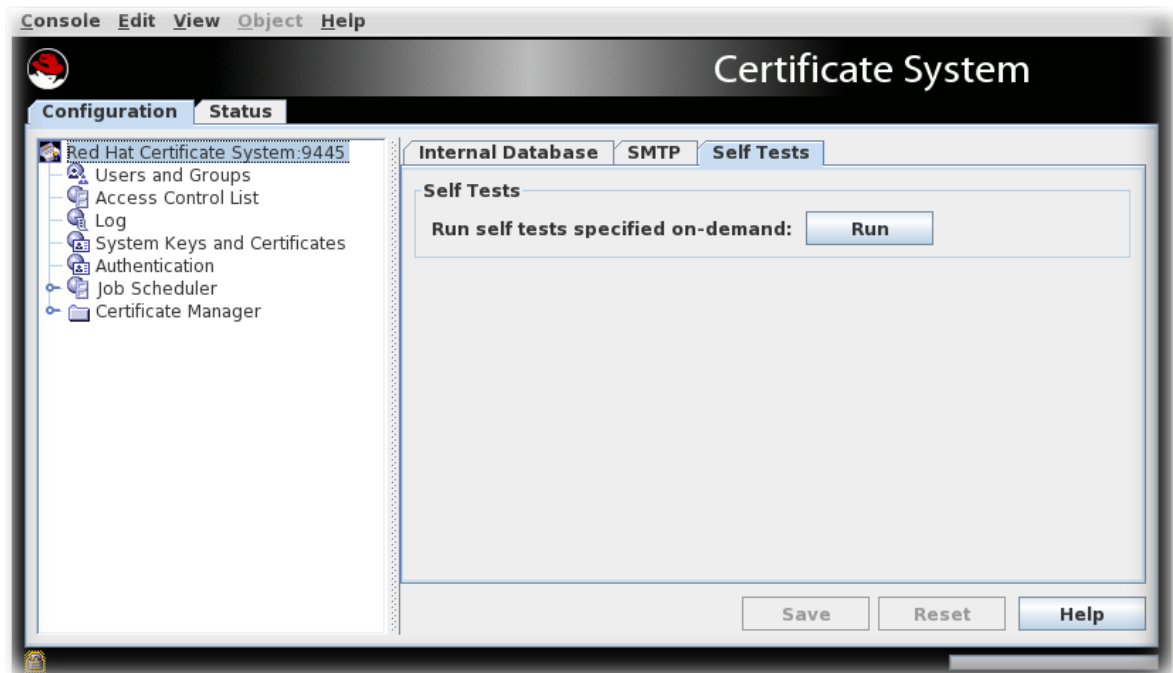 Console Edit View Object Help
Certificate System
Configuration Status
Red Hat Certificate System:9445
Users and Groups
Access Control List
Log
System Keys and Certificates
Authentication
Job Scheduler
Certificate Manager
Internal Database SMTP Self Tests
Self Tests
Run self tests specified on-demand: Run
Save Reset Help